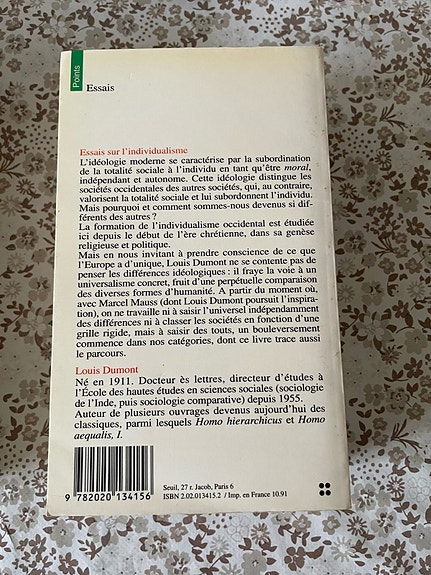 Points
Essais
Essais sur l'individualisme
L'idéologie moderne se caractérise par la subordination
de la totalité sociale à l'individu en tant qu'être moral,
indépendant et autonome. Cette idéologie distingue les
sociétés occidentales des autres sociétés, qui, au contraire,
valorisent la totalité sociale et lui subordonnent l'individu.
Mais pourquoi et comment sommes-nous devenus si dif-
férents des autres ?
La formation de l'individualisme occidental est étudiée
ici depuis le début de l'ère chrétienne, dans sa genèse
religieuse et politique.
Mais en nous invitant à prendre conscience de ce que
l'Europe a d'unique, Louis Dumont ne se contente pas de
penser les différences idéologiques : il fraye la voie à un
universalisme concret, fruit d'une perpétuelle comparaison
des diverses formes d'humanité. A partir du moment où,
avec Marcel Mauss (dont Louis Dumont poursuit l'inspira-
tion), on ne travaille ni à saisir l'universel indépendamment
des différences ni à classer les sociétés en fonction d'une
grille rigide, mais à saisir des touts, un bouleversement
commence dans nos catégories, dont ce livre trace aussi
le parcours.
Louis Dumont
Né en 1911. Docteur ès lettres, directeur d'études à
l'École des hautes études en sciences sociales (sociologie
de l'Inde, puis sociologie comparative) depuis 1955.
Auteur de plusieurs ouvrages devenus aujourd'hui des
classiques, parmi lesquels Homo hierarchicus et Homo
aequalis, I.
9 782020 134156
Seuil, 27 r. Jacob, Paris 6
ISBN 2.02.013415.2 / Imp. en France 10.91